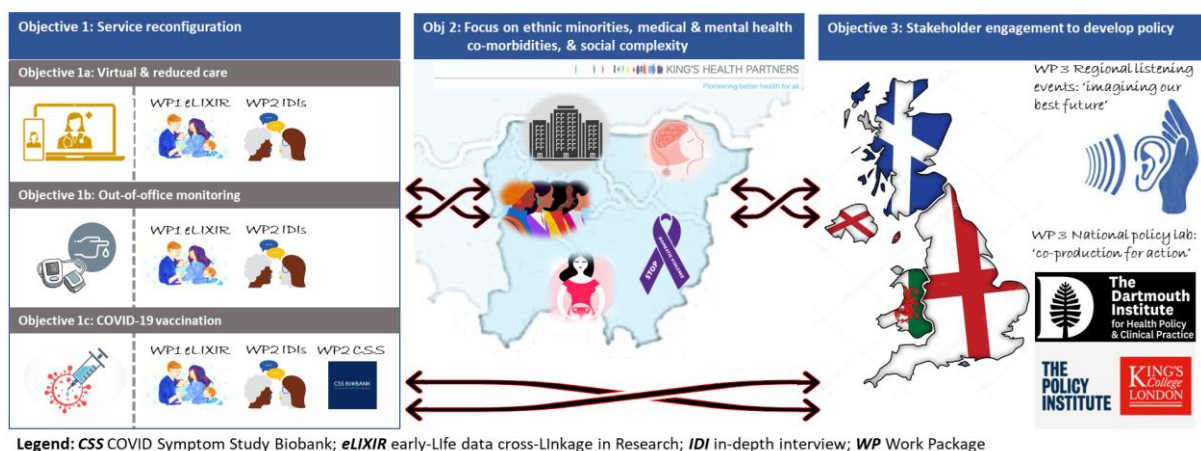 Objective 1: Service reconfiguration
Objective 1a: Virtual & reduced care
WP1 eLIXIR
WP2 IDIs
Objective 1b: Out-of-office monitoring
WP1 eLIXIR
WP2 IDIs
Objective 1c: COVID-19 vaccination
WP1 eLIXIR
WP2 IDIs
WP2 CSS
CSS BIOBANK
Obj 2: Focus on ethnic minorities, medical & mental health
co-morbidities, & social complexity
KING'S HEALTH PARTNERS
Pioneering better health for all
STOP
DOMESTIC VIOLENCE
Objective 3: Stakeholder engagement to develop policy
WP3 Regional listening
events: 'imagining our
best future'
WP3 National policy lab:
'co-production for action'
The
Dartmouth
Institute
for Health Policy
& Clinical Practice
THE
POLICY
INSTITUTE
KING'S
College
LONDON
Legend: CSS COVID Symptom Study Biobank; eLIXIR early-LIfe data cross-LInkage in Research; IDI in-depth interview; WP Work Package